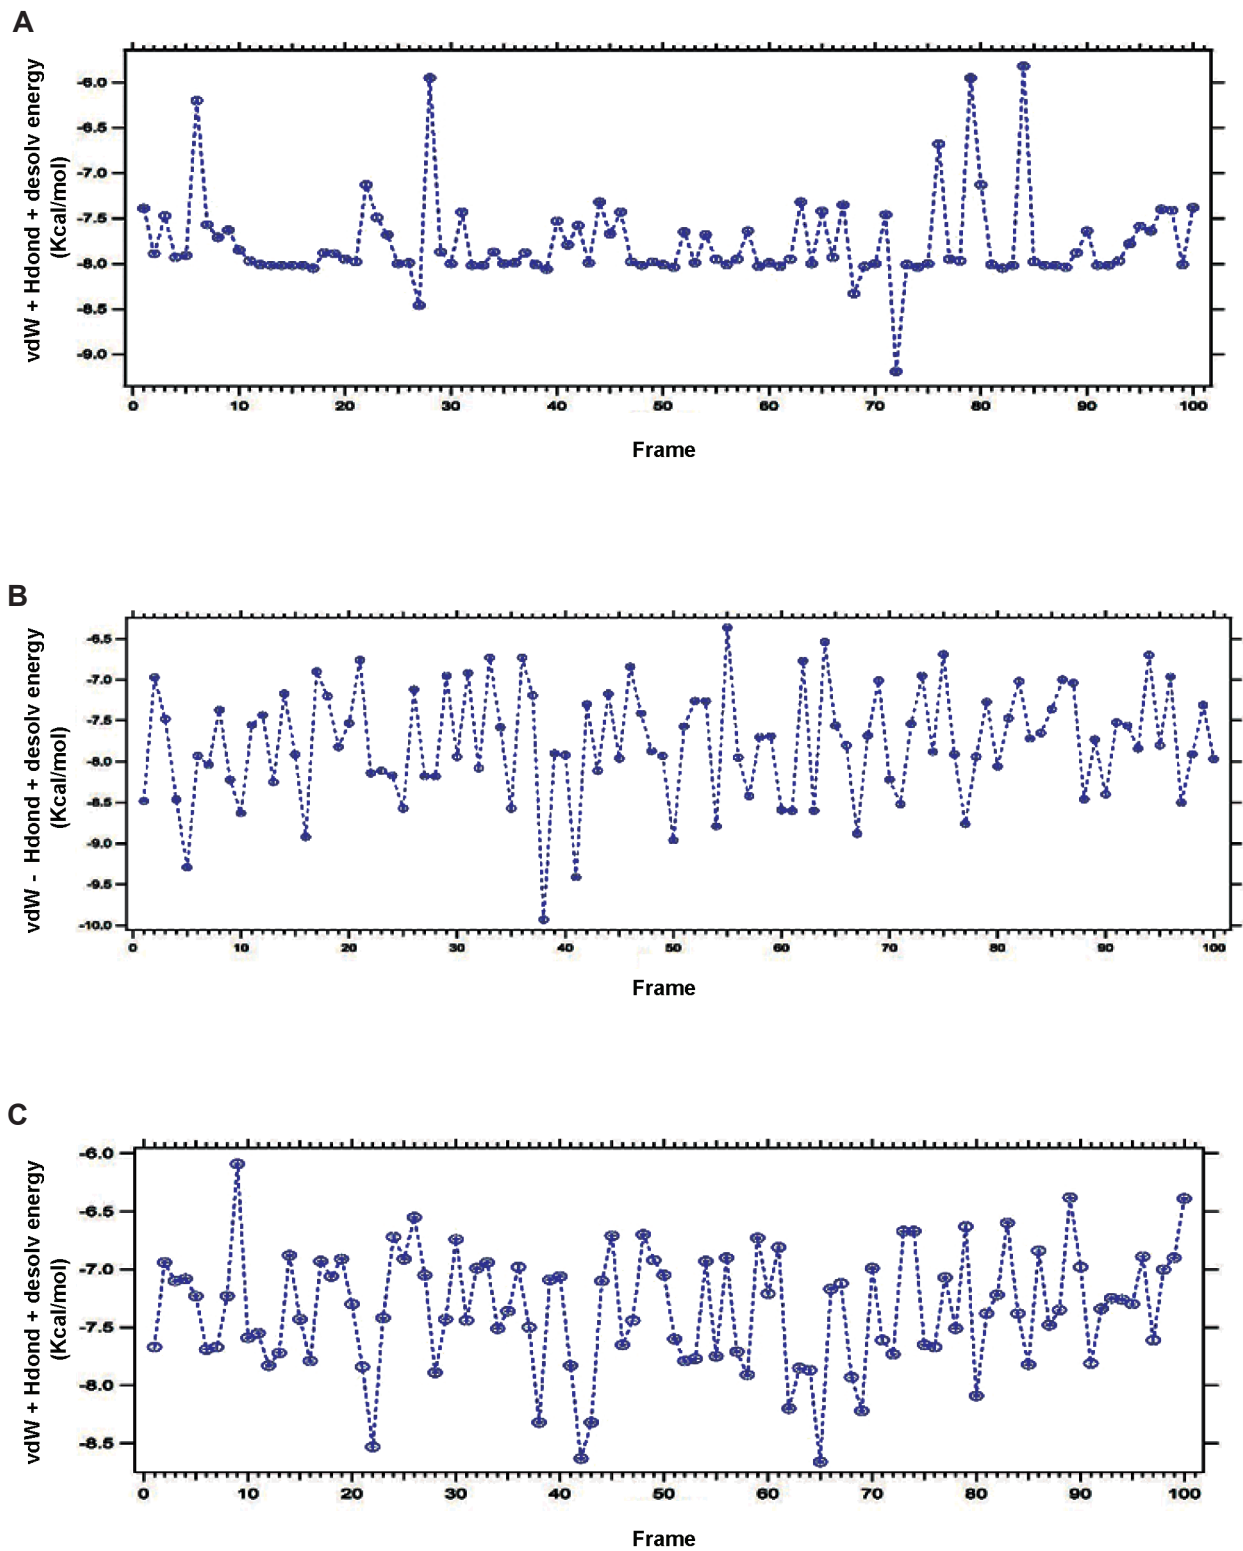 A
vdW + Hdond + desolv energy
(Kcal/mol)
-6.0
-6.5
-7.0
-7.5
-8.0
-8.5
-9.0
0 10 20 30 40 50 60 70 80 90 100
Frame
B
vdW - Hdond + desolv energy
(Kcal/mol)
-6.5
-7.0
-7.5
-8.0
-8.5
-9.0
-9.5
-10.0
0 10 20 30 40 50 60 70 80 90 100
Frame
C
vdW + Hdond + desolv energy
(Kcal/mol)
-6.0
-6.5
-7.0
-7.5
-8.0
-8.5
0 10 20 30 40 50 60 70 80 90 100
Frame